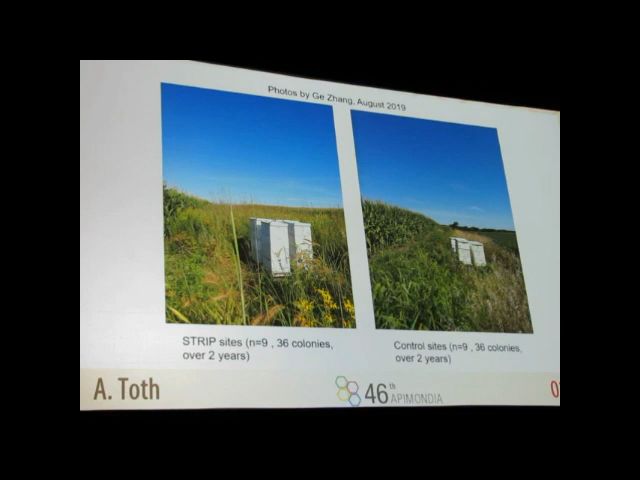 Photos by Ge Zhang, August 2019
STRIP sites (n=9 , 36 colonies,
over 2 years)
Control sites (n=9 , 36 colonies,
over 2 years)
A. Toth
46th
APIMONDIA